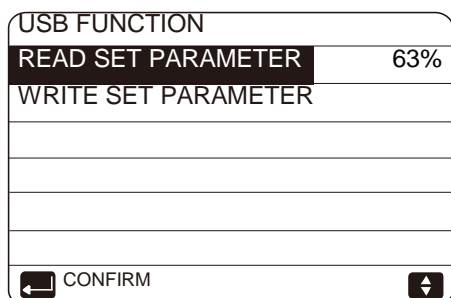 USB FUNCTION
READ SET PARAMETER 63%
WRITE SET PARAMETER
CONFIRM